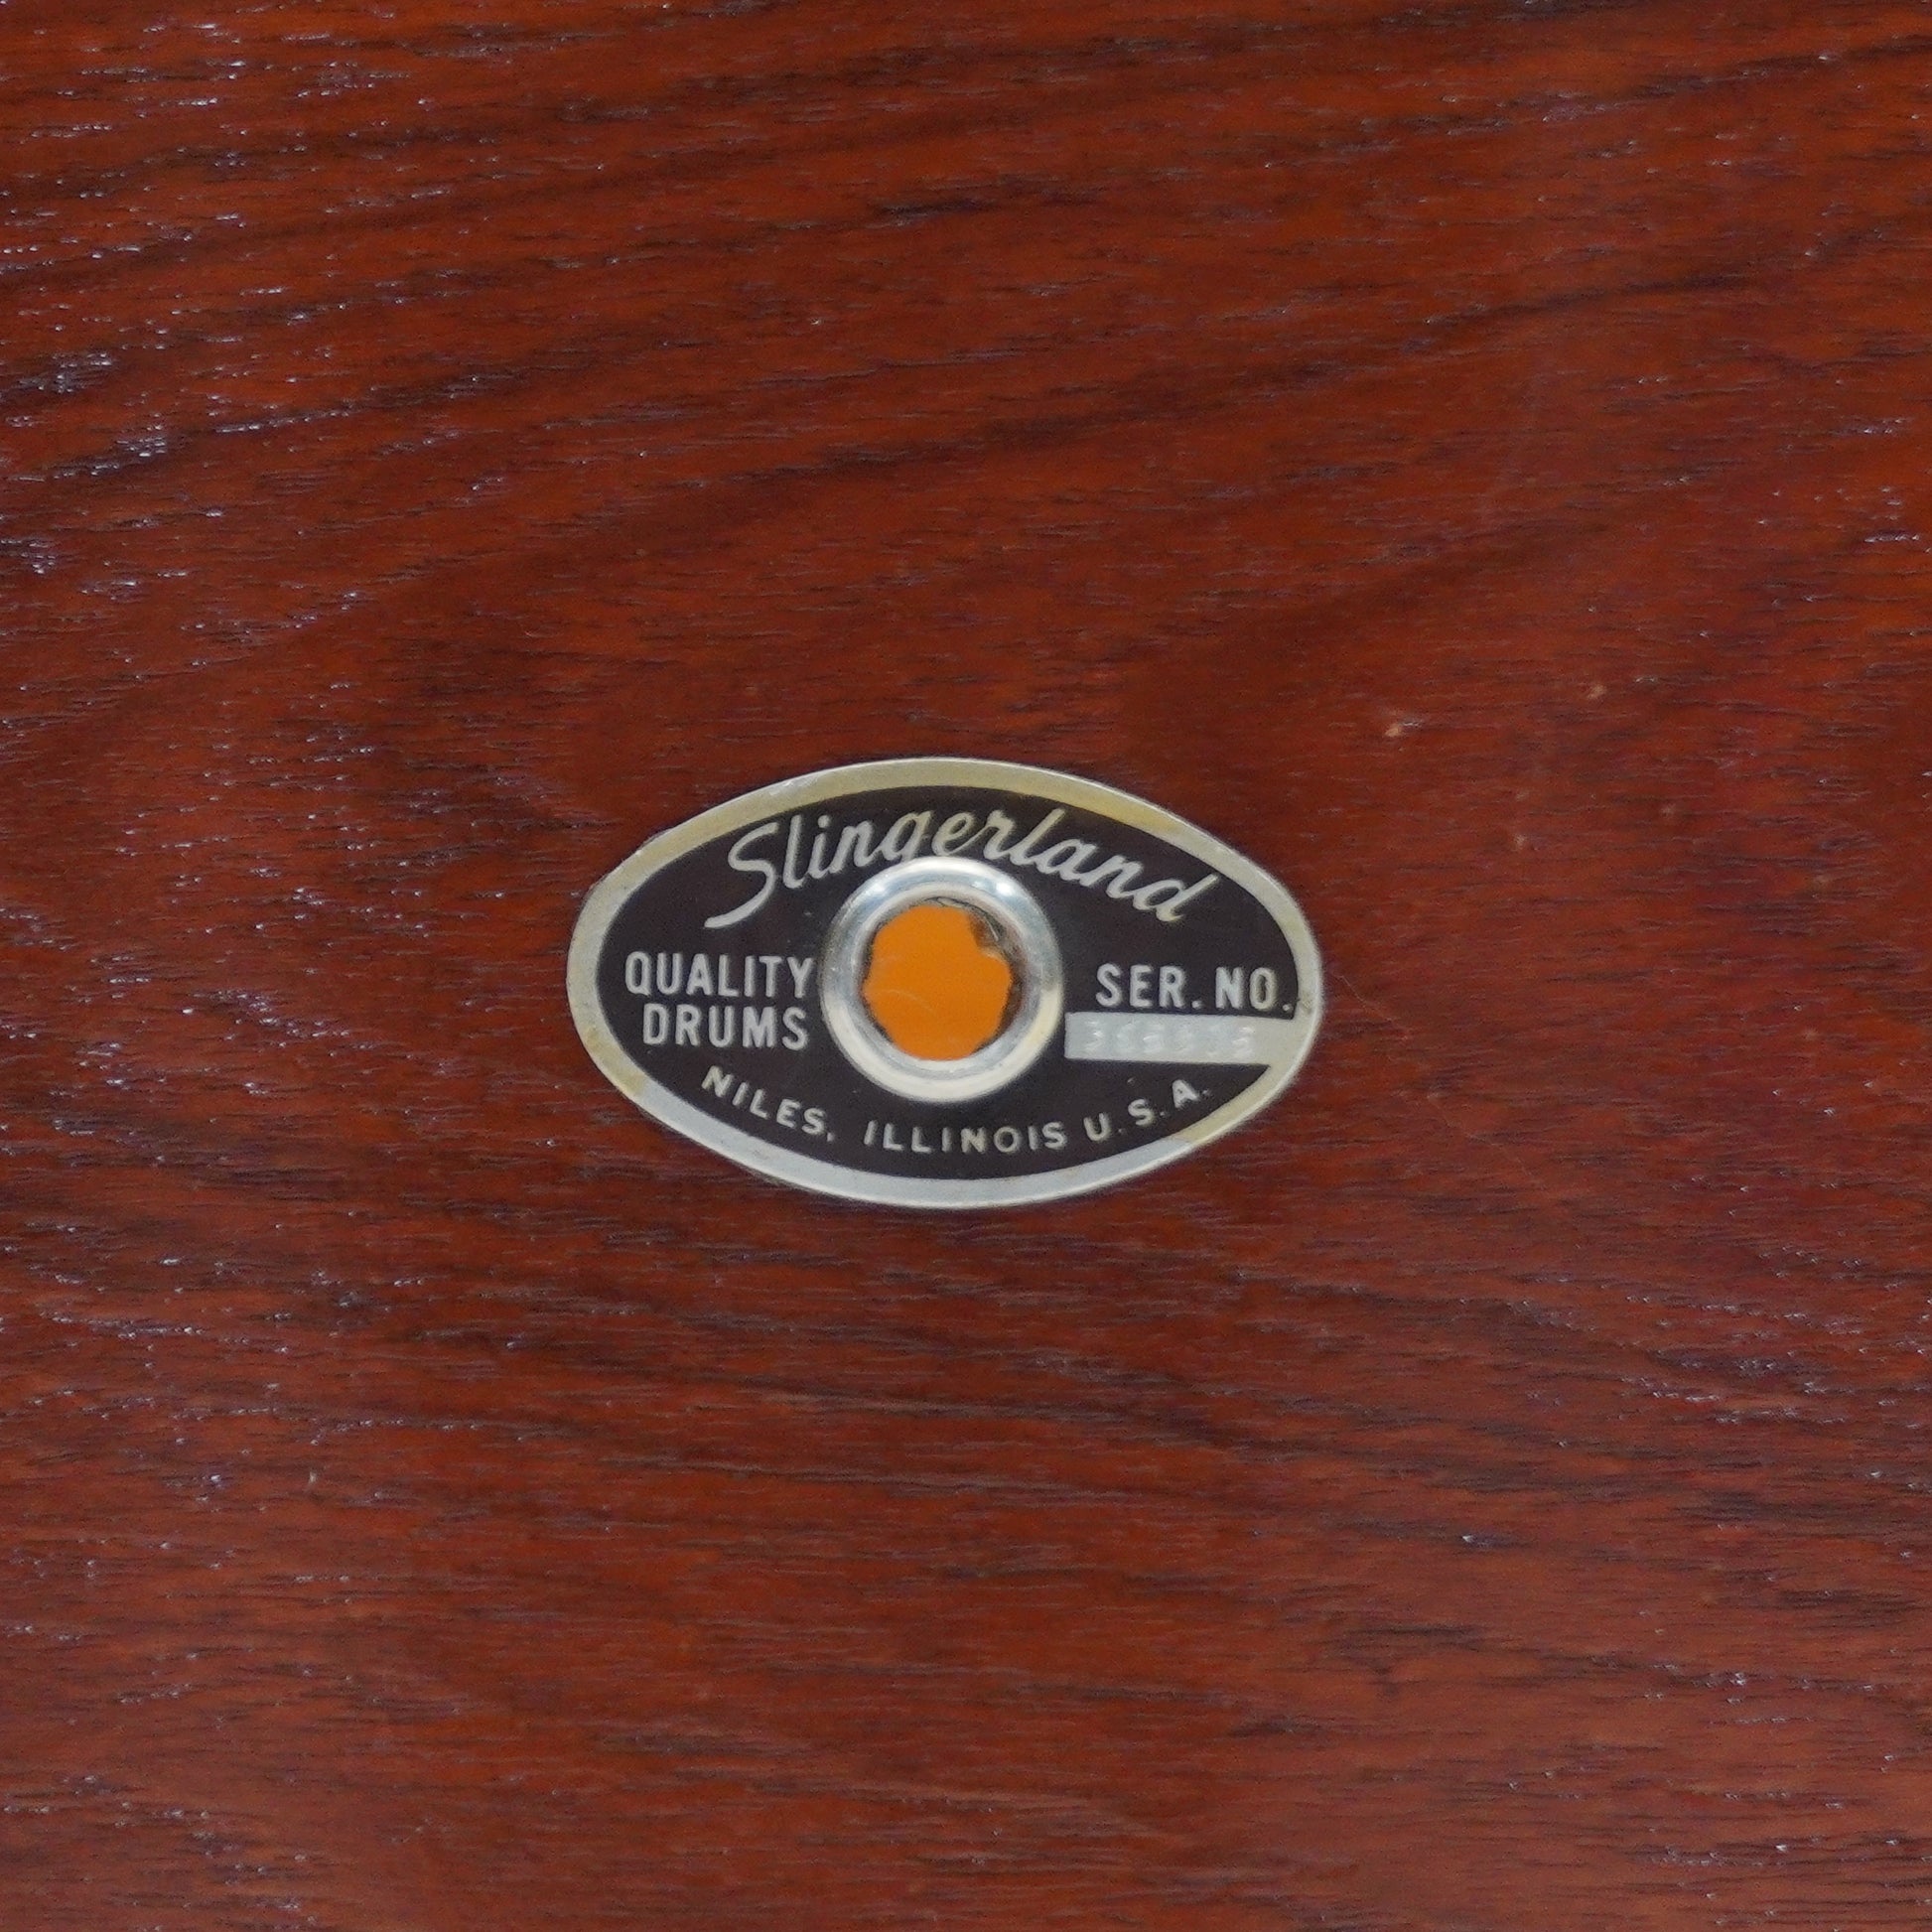 Slingerland
QUALITY
DRUMS
SER. NO.
NILES, ILLINOIS U.S.A.